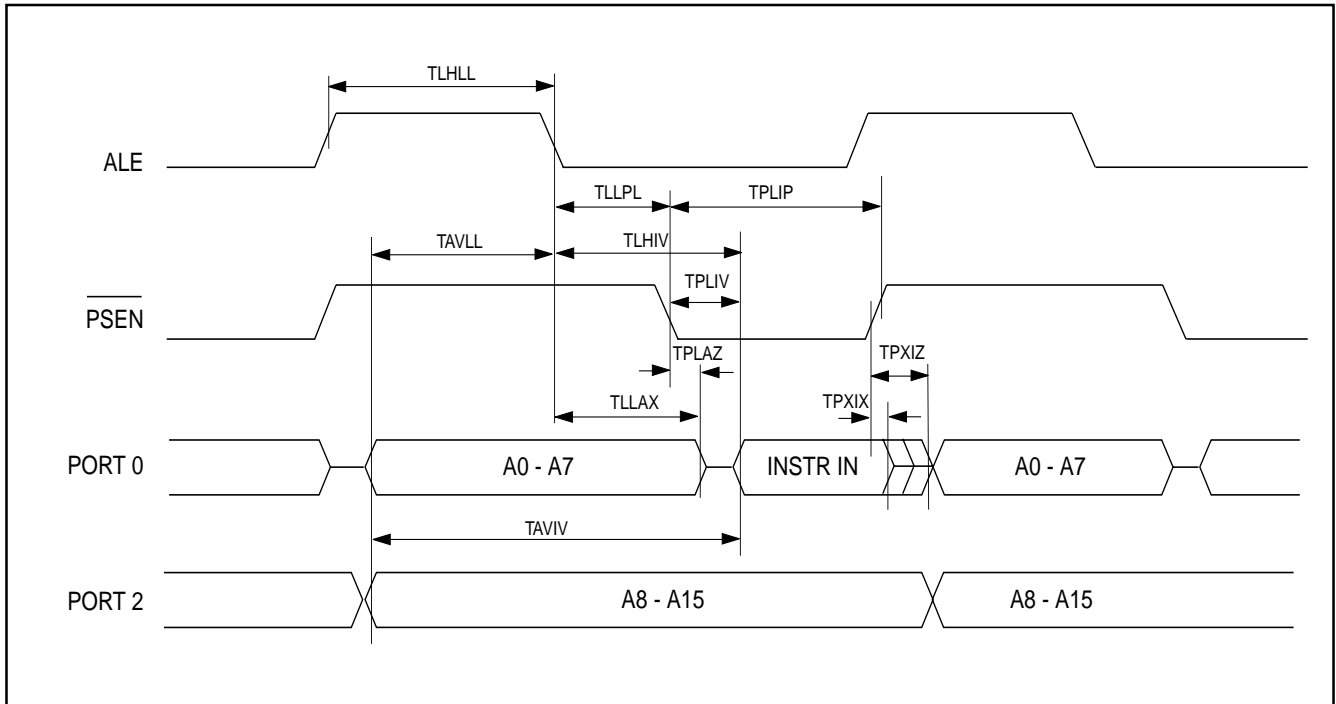 TLHLL
ALE
TLLPL TPLIP
TAVLL TLHIV
TPLIV
PSEN
TPLAZ TPXIZ
TLLAX TPXIX
PORT 0 A0 - A7 INSTR IN A0 - A7
TAVIV
PORT 2 A8 - A15 A8 - A15